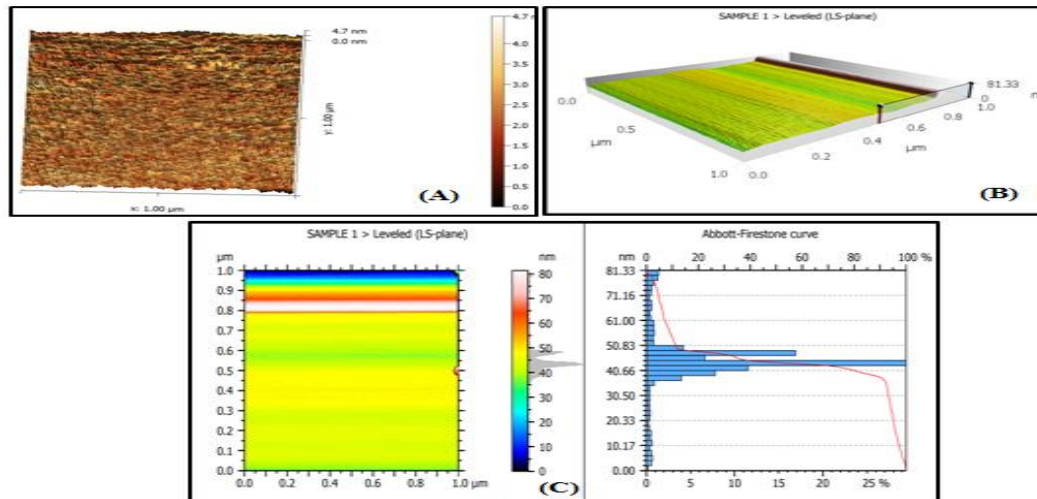 4.7 nm
0.0 nm
4.7 nm
4.0
3.5
3.0
2.5
2.0
1.5
1.0
0.5
0.0
y: 1.00 µm
x: 1.00 µm
(A)
SAMPLE 1 > Leveled (LS-plane)
81.33
0
1.0
0.8
0.6
0.4
0.2
0.0
µm
0.0
0.5
1.0
µm
(B)
SAMPLE 1 > Leveled (LS-plane)
µm
1.0
0.9
0.8
0.7
0.6
0.5
0.4
0.3
0.2
0.1
0.0
0.0 0.2 0.4 0.6 0.8 1.0 µm
nm
80
70
60
50
40
30
20
10
0
(C)
Abbott-Firestone curve
nm 0 20 40 60 80 100 %
81.33
71.16
61.00
50.83
40.66
30.50
20.33
10.17
0.00
0 5 10 15 20 25 %